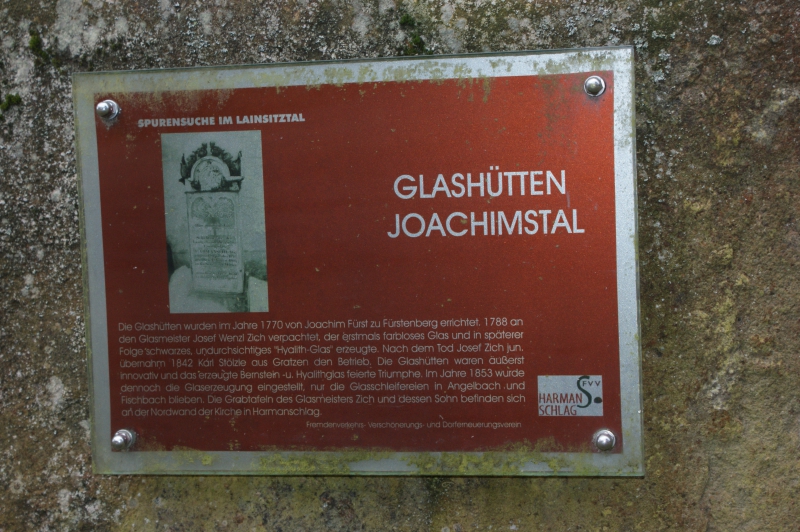 SPURENSUCHE IM LAINSITZTAL
GLASHÜTTEN
JOACHIMSTAL
Die Glashütten wurden im Jahre 1770 von Joachim Fürst zu Fürstenberg errichtet. 1788 an
den Glasmeister Josef Wenzl Zich verpachtet, der erstmals farbloses Glas und in späterer
Folge schwarzes, undurchsichtiges "Hyalith-Glas" erzeugte. Nach dem Tod Josef Zich jun.
übernahm 1842 Karl Stölzle aus Gratzen den Betrieb. Die Glashütten waren äußerst
innovativ und das erzeugte Bernstein -u. Hyalithglas feierte Triumphe. Im Jahre 1853 wurde
dennoch die Glaserzeugung eingestellt, nur die Glasschleifereien in Angelbach und
Fischbach blieben. Die Grabtafeln des Glasmeisters Zich und dessen Sohn befinden sich
an der Nordwand der Kirche in Harmanschlag.
Fremdenverkehrs- Verschönerungs- und Dorferneuerungsverein
FVV
HARMAN S.
SCHLAG